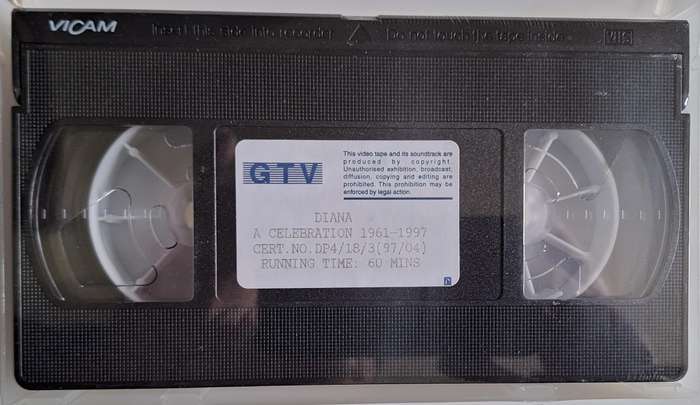 VICAM
Insert this side into recorder
Do not touch the tape inside
VHS
GTV
This video tape and its soundtrack are
produced by copyright.
Unauthorised exhibition, broadcast,
diffusion, copying and editing are
prohibited. This prohibition may be
enforced by legal action.
DIANA
A CELEBRATION 1961-1997
CERT.NO.DP4/18/3(97/04)
RUNNING TIME: 60 MINS